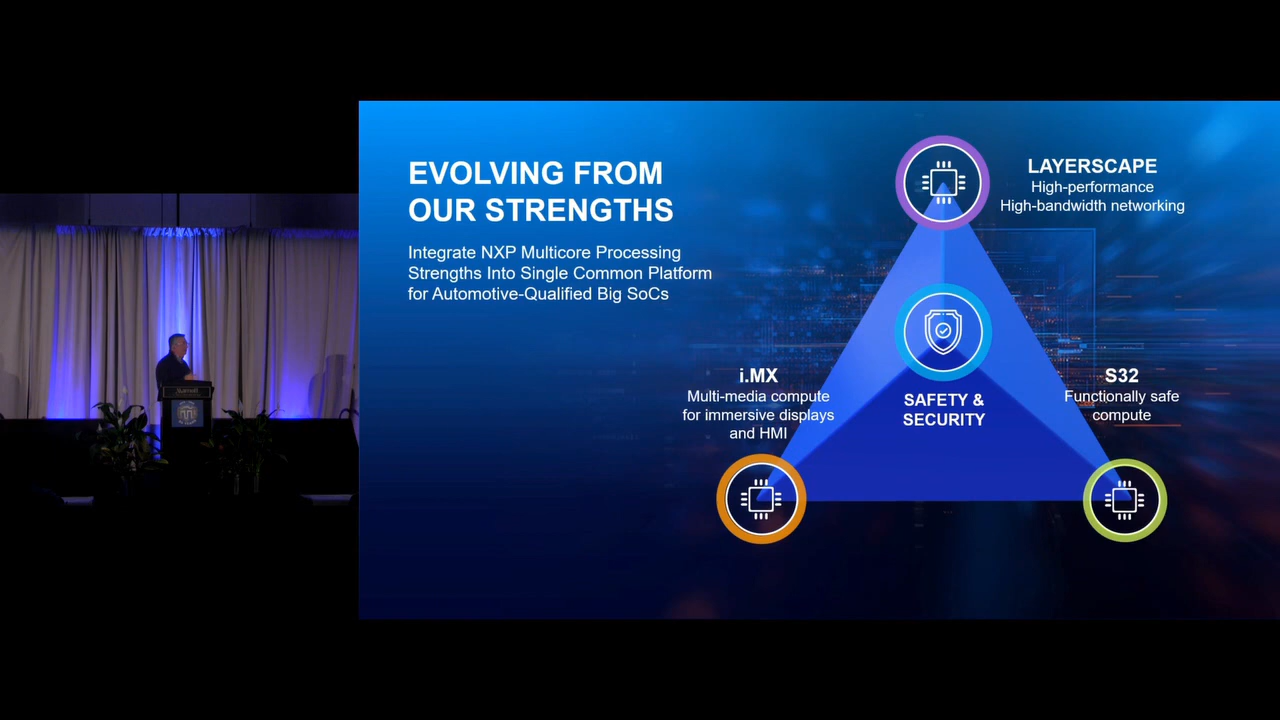 EVOLVING FROM
OUR STRENGTHS
Integrate NXP Multicore Processing
Strengths Into Single Common Platform
for Automotive-Qualified Big SoCs
LAYERSCAPE
High-performance
High-bandwidth networking
i.MX
Multi-media compute
for immersive displays
and HMI
SAFETY &
SECURITY
S32
Functionally safe
compute